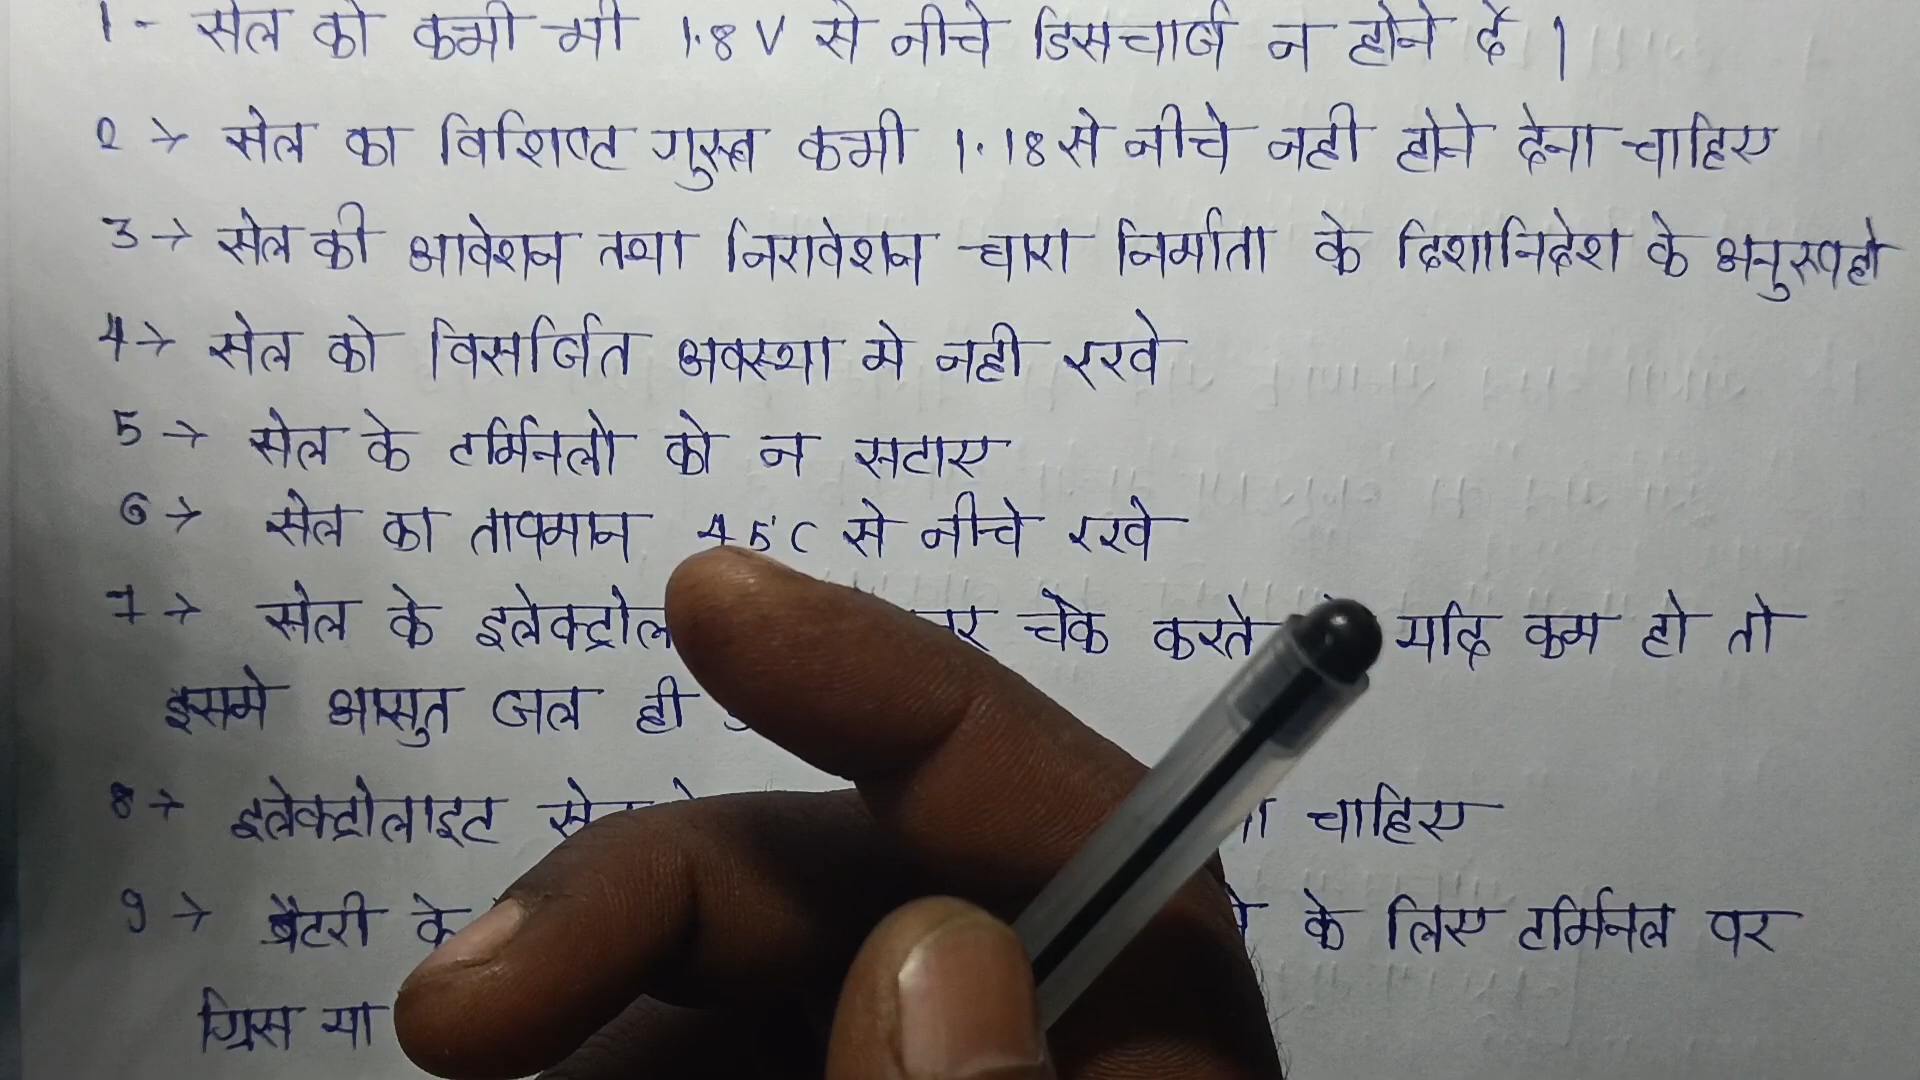 1- सेल को कभी भी 1.8 V से नीचे डिसचार्ज न होने दें |
2 → सेल का विशिष्ट गुरुत्व कभी 1.18 से नीचे नही होने देना चाहिए
3 → सेल की आवेशन तथा निरावेशन धारा निर्माता के दिशानिदेश के अनुरूप हो
4 → सेल को विसर्जित अवस्था मे नही रखे
5 → सेल के टर्मिनलो को न सटाए
6 → सेल का तापमान 45°C से नीचे रखे
7 → सेल के चेक करते यदि कम हो तो
इसमे आसुत जल ही
8 → इलेक्ट्रोलाइट चाहिए
9 → बैटरी के के लिए टर्मिनल पर
ग्रिस या